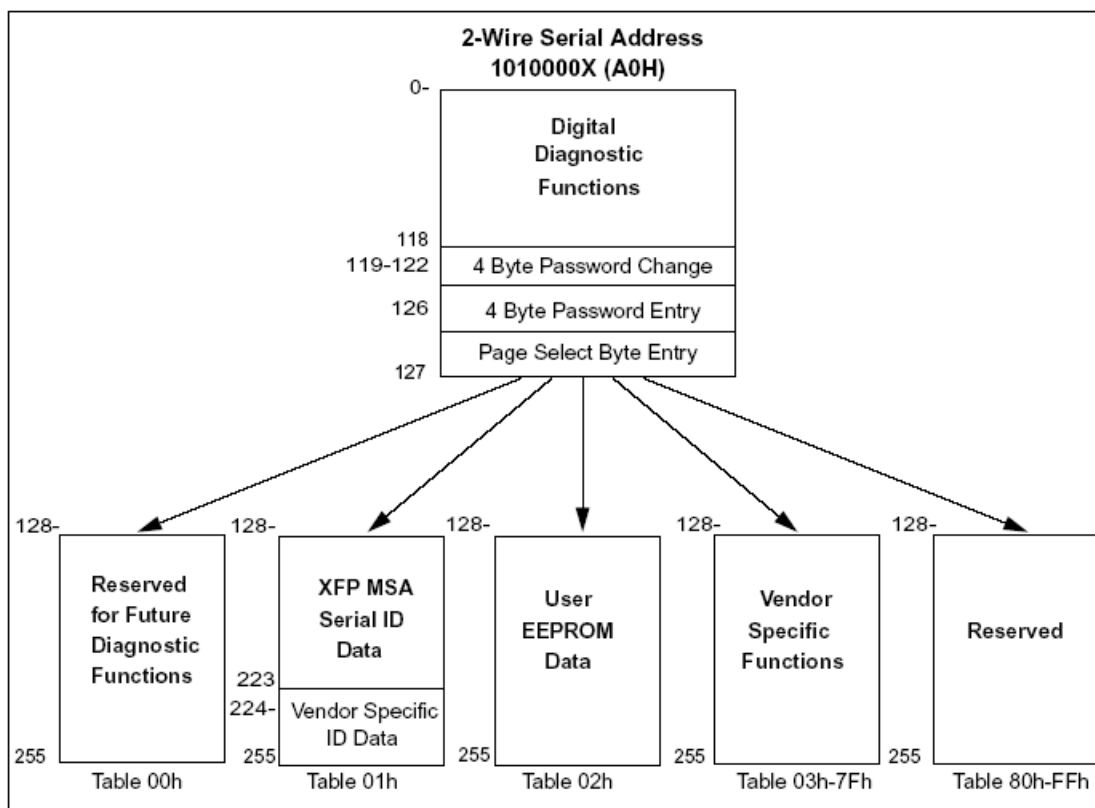 2-Wire Serial Address
1010000X (A0H)
0-
Digital
Diagnostic
Functions
118
119-122
4 Byte Password Change
126
4 Byte Password Entry
Page Select Byte Entry
127
128-
Reserved
for Future
Diagnostic
Functions
255
Table 00h
128-
XFP MSA
Serial ID
Data
223
224-
Vendor Specific
ID Data
255
Table 01h
128-
User
EEPROM
Data
255
Table 02h
128-
Vendor
Specific
Functions
255
Table 03h-7Fh
128-
Reserved
255
Table 80h-FFh